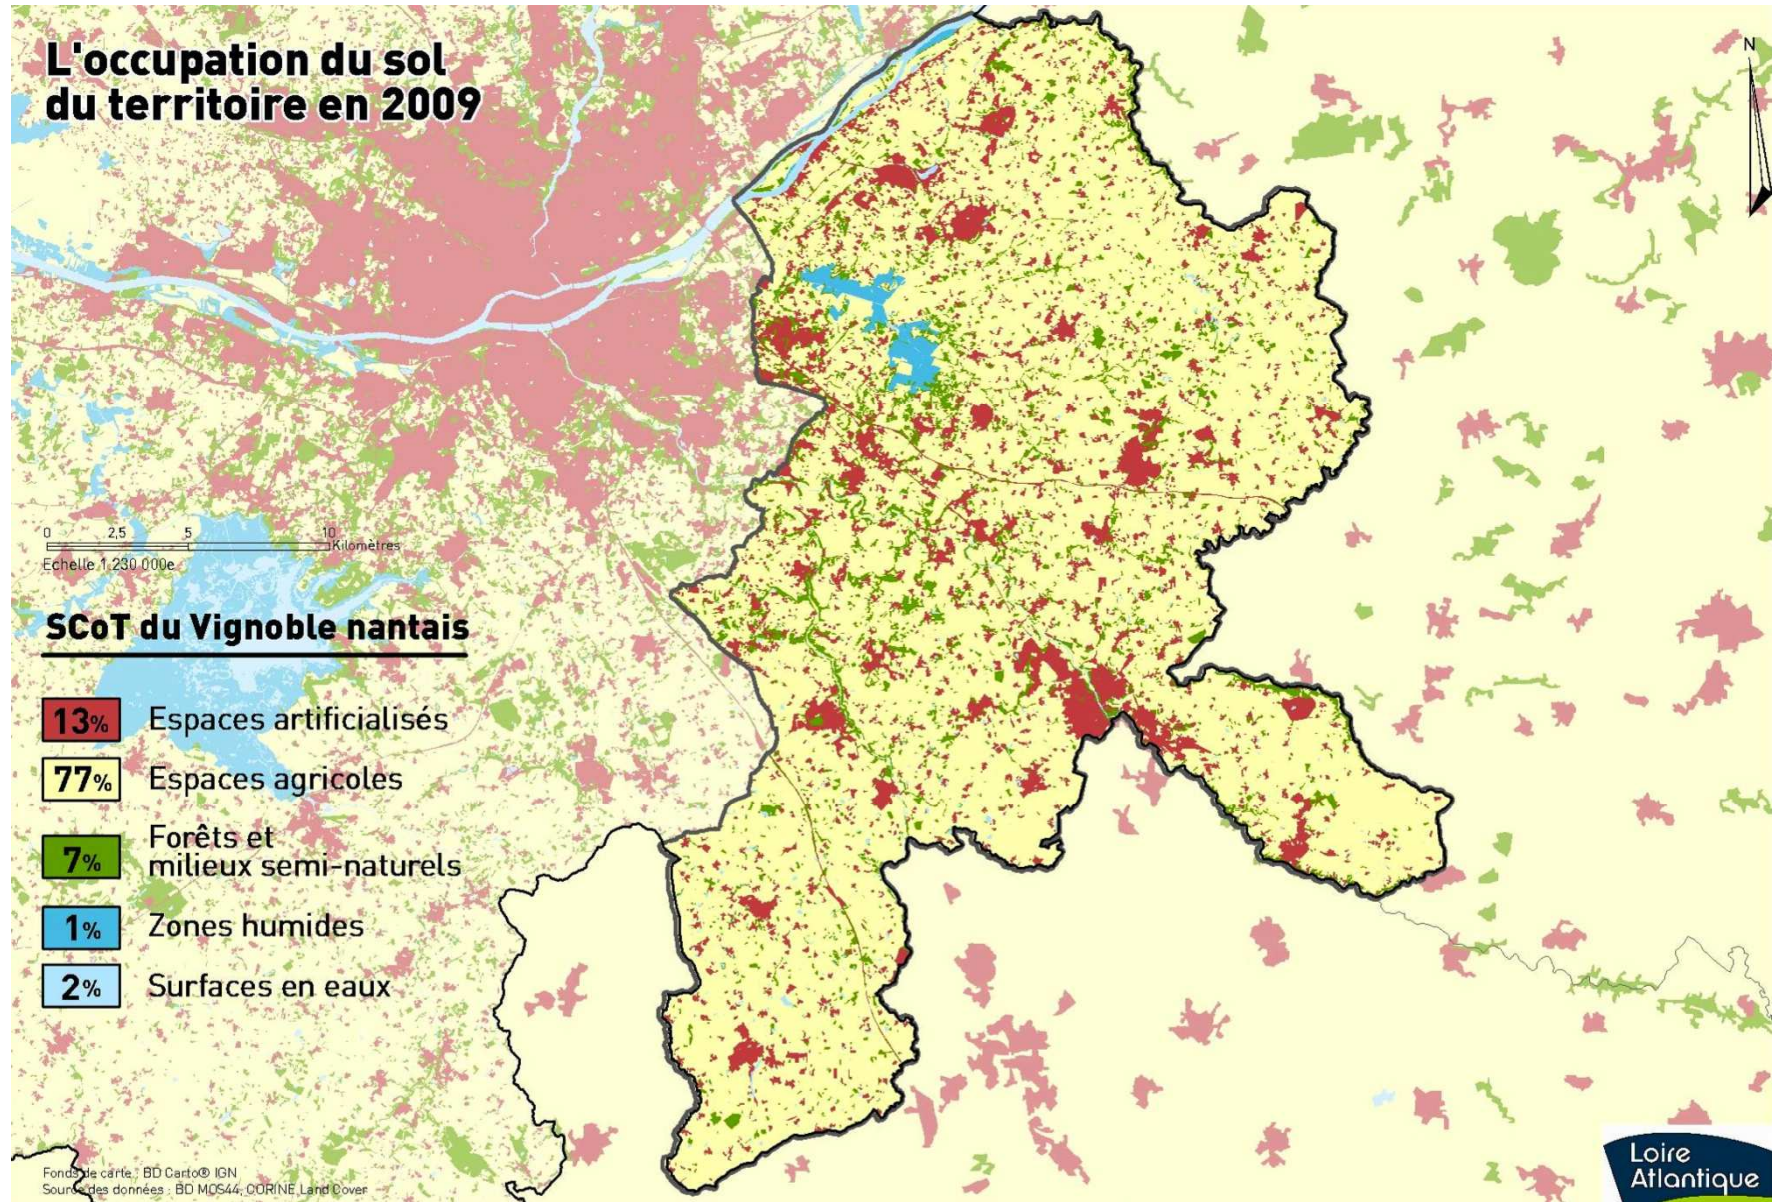 L'occupation du sol
du territoire en 2009
N
0 2,5 5 10
Kilomètres
Echelle 1:230 000e
SCoT du Vignoble nantais
13% Espaces artificialisés
77% Espaces agricoles
7% Forêts et
milieux semi-naturels
1% Zones humides
2% Surfaces en eaux
Fonds de carte : BD Carto® IGN
Source des données : BD MOS44, CORINE Land Cover
Loire
Atlantique